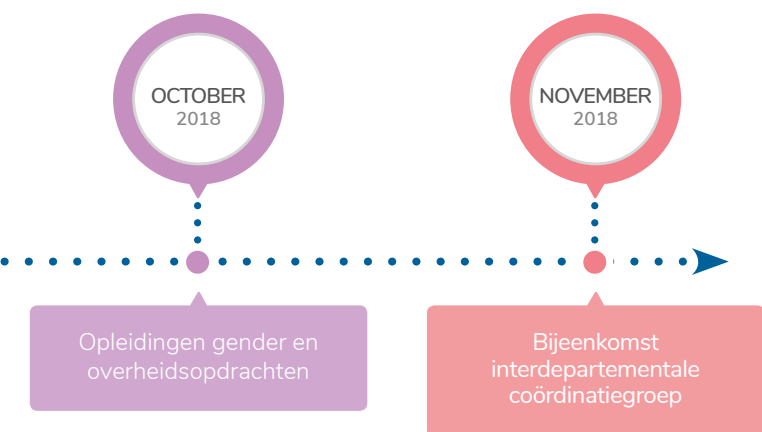 OCTOBER
2018
NOVEMBER
2018
Opleidingen gender en
overheidsopdrachten
Bijeenkomst
interdepartementale
coördinatiegroep